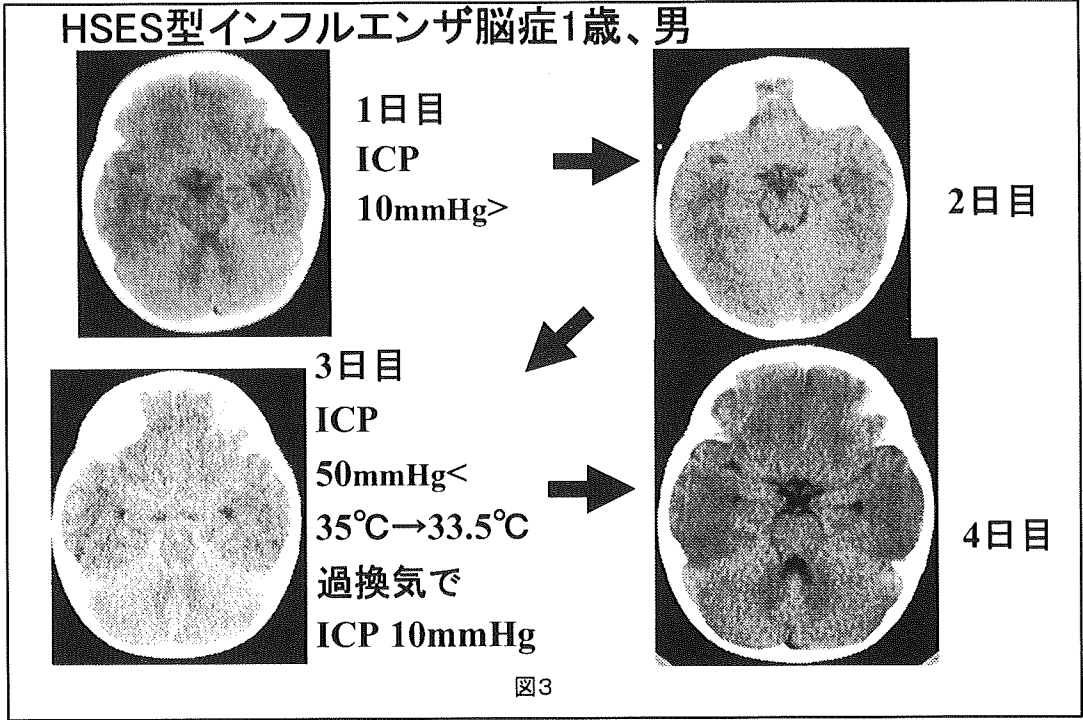 HSES型インフルエンザ脳症1歳、男
1日目
ICP
10mmHg>
2日目
3日目
ICP
50mmHg<
35℃→33.5℃
過換気で
ICP 10mmHg
4日目
図3